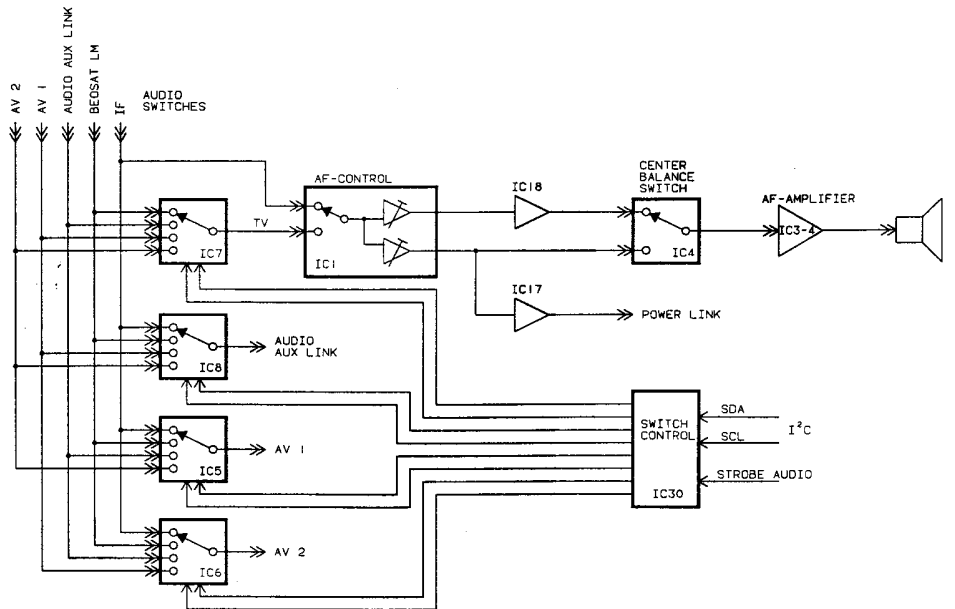 AV 2
AV 1
AUDIO AUX LINK
BEOSAT LM
IF
AUDIO
SWITCHES
AF-CONTROL
IC18
CENTER
BALANCE
SWITCH
AF-AMPLIFIER
TV
IC7
IC1
IC4
IC3-4
IC17
POWER LINK
AUDIO
AUX LINK
IC8
SWITCH
CONTROL
SDA
I²C
SCL
AV 1
IC5
STROBE AUDIO
IC30
AV 2
IC6